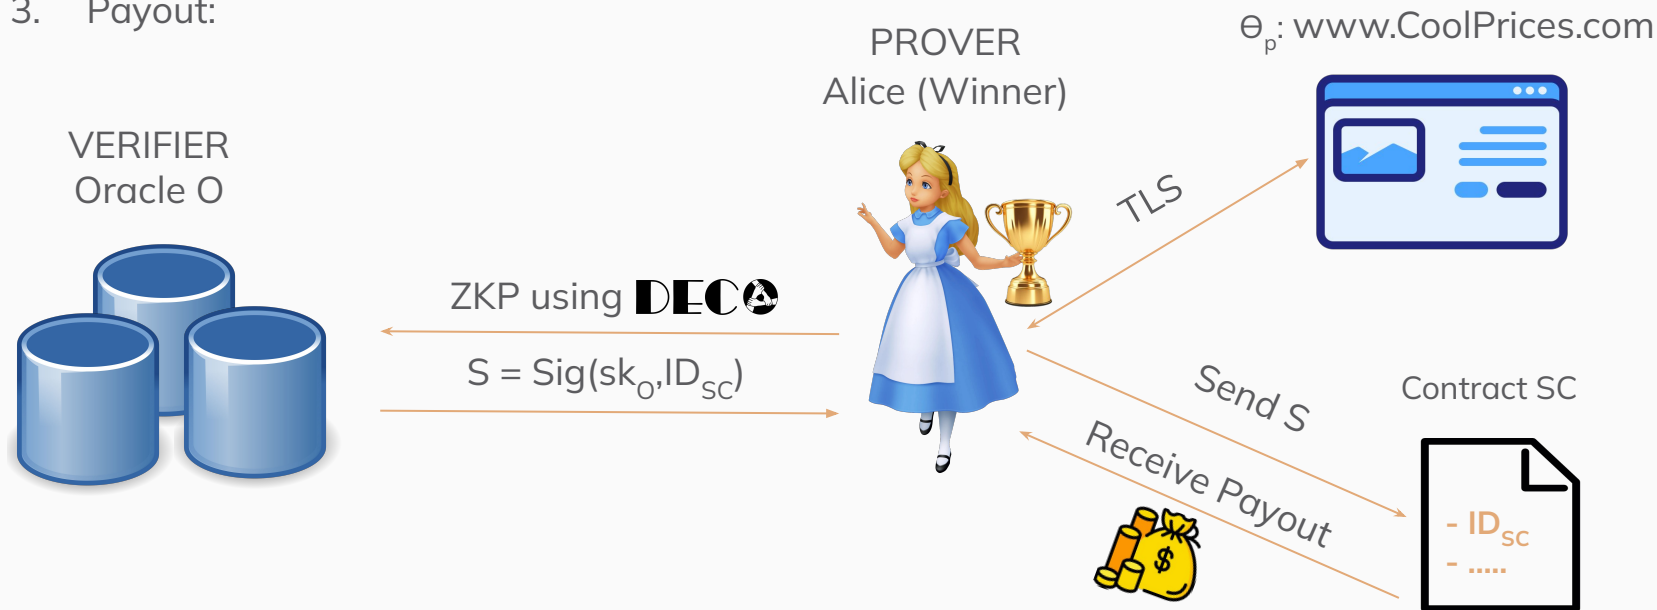 3. Payout:
PROVER
Alice (Winner)
Ɵp: www.CoolPrices.com
VERIFIER
Oracle O
TLS
ZKP using DECO
S = Sig(skO,IDSC)
Send S
Receive Payout
$
Contract SC
- IDSC
- .....